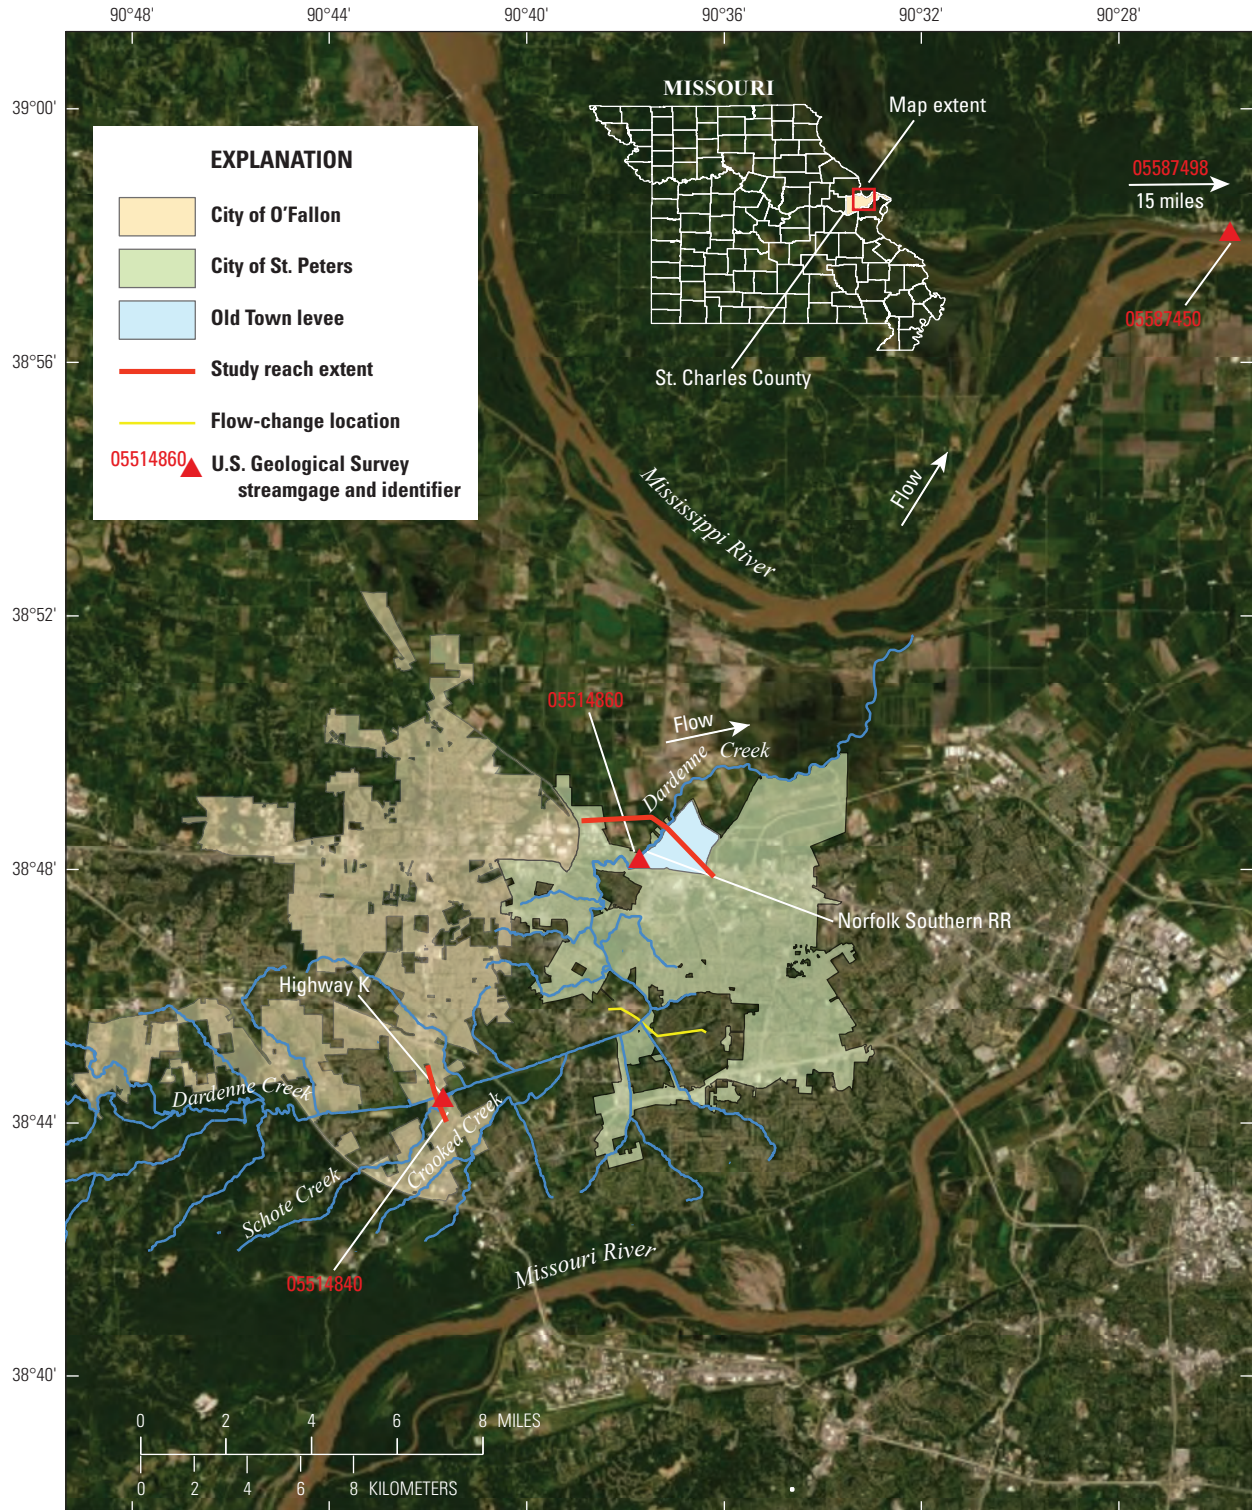 90°48'
90°44'
90°40'
90°36'
90°32'
90°28'
39°00'
38°56'
38°52'
38°48'
38°44'
38°40'
MISSOURI
Map extent
St. Charles County
EXPLANATION
City of O'Fallon
City of St. Peters
Old Town levee
Study reach extent
Flow-change location
05514860
U.S. Geological Survey
streamgage and identifier
05587498
15 miles
05587450
Mississippi River
Flow
05514860
Flow
Dardenne Creek
Norfolk Southern RR
Highway K
Dardenne Creek
Crooked Creek
Schote Creek
05514840
Missouri River
0 2 4 6 8 MILES
0 2 4 6 8 KILOMETERS